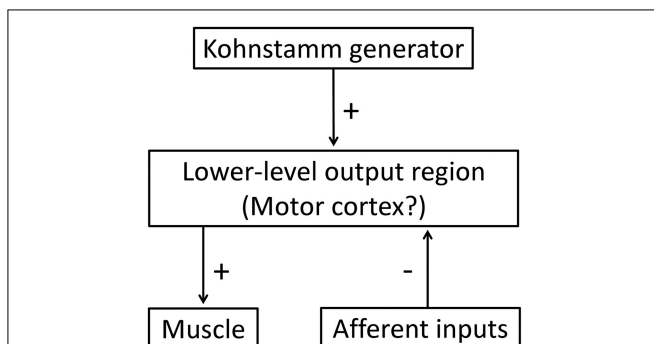 Kohnstamm generator
+
Lower-level output region
(Motor cortex?)
+
-
Muscle
Afferent inputs